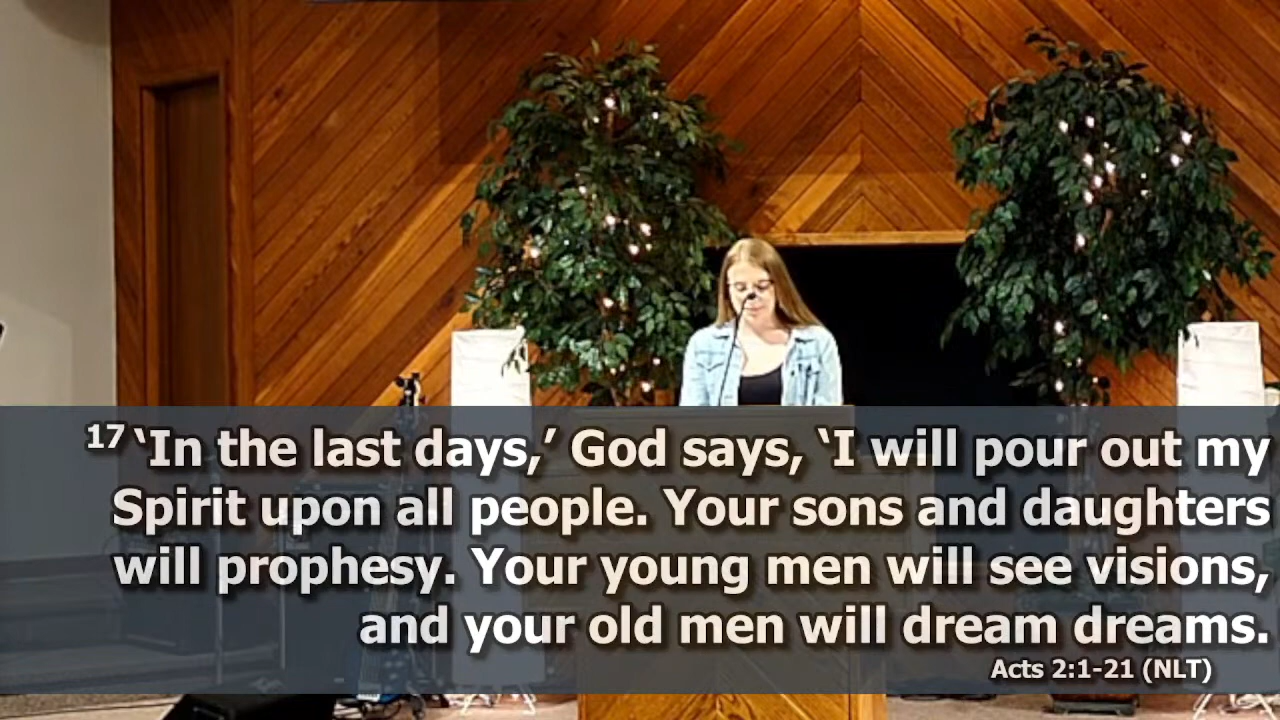 17 ‘In the last days,’ God says, ‘I will pour out my
Spirit upon all people. Your sons and daughters
will prophesy. Your young men will see visions,
and your old men will dream dreams.
Acts 2:1-21 (NLT)